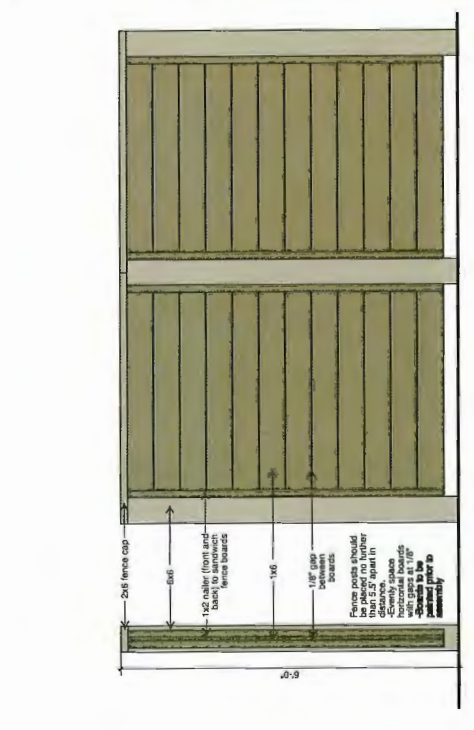 2x6 fence cap
6x6
1x2 nailer (front and
back) to sandwich
fence boards
1x6
1/8" gap
between
boards
Fence posts should
be placed no further
than 5.5' apart in
distance.
-Evenly space
horizontal boards
with gaps at 1/8"
-Boards to be
painted prior to
assembly
6'-0"